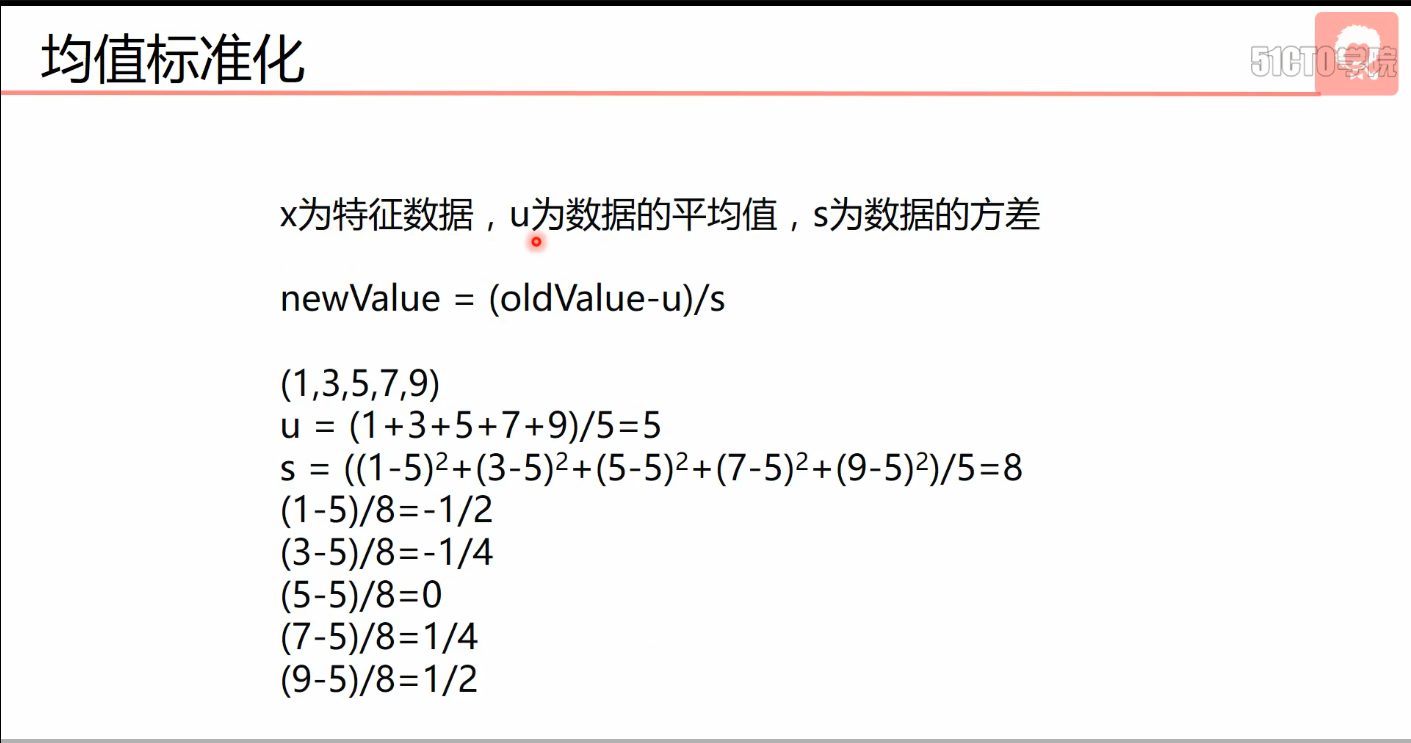 均值标准化
51CTO学院
x为特征数据，u为数据的平均值，s为数据的方差
newValue = (oldValue-u)/s
(1,3,5,7,9)
u = (1+3+5+7+9)/5=5
s = ((1-5)²+(3-5)²+(5-5)²+(7-5)²+(9-5)²)/5=8
(1-5)/8=-1/2
(3-5)/8=-1/4
(5-5)/8=0
(7-5)/8=1/4
(9-5)/8=1/2